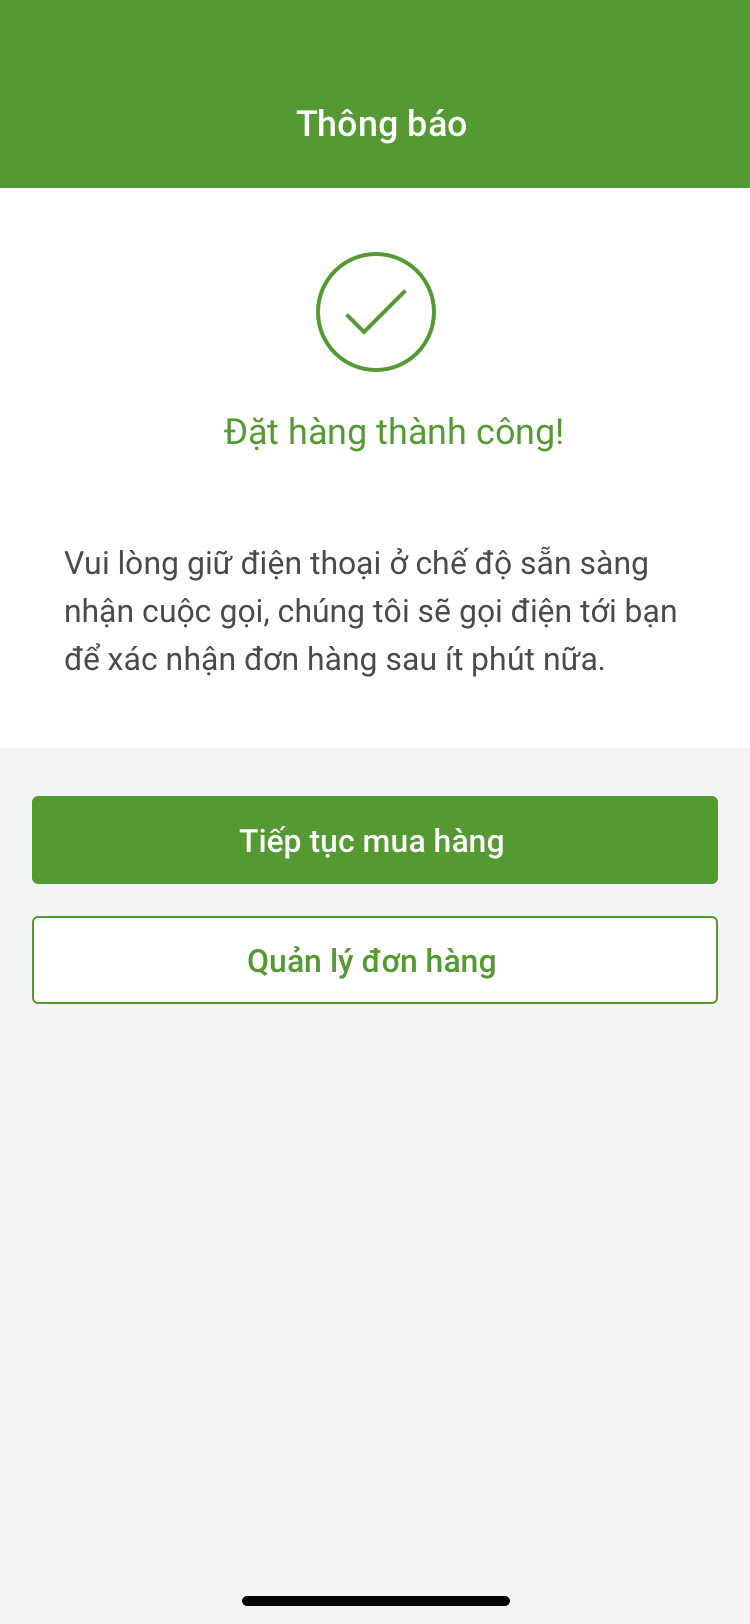 Thông báo
Đặt hàng thành công!
Vui lòng giữ điện thoại ở chế độ sẵn sàng
nhận cuộc gọi, chúng tôi sẽ gọi điện tới bạn
để xác nhận đơn hàng sau ít phút nữa.
Tiếp tục mua hàng
Quản lý đơn hàng